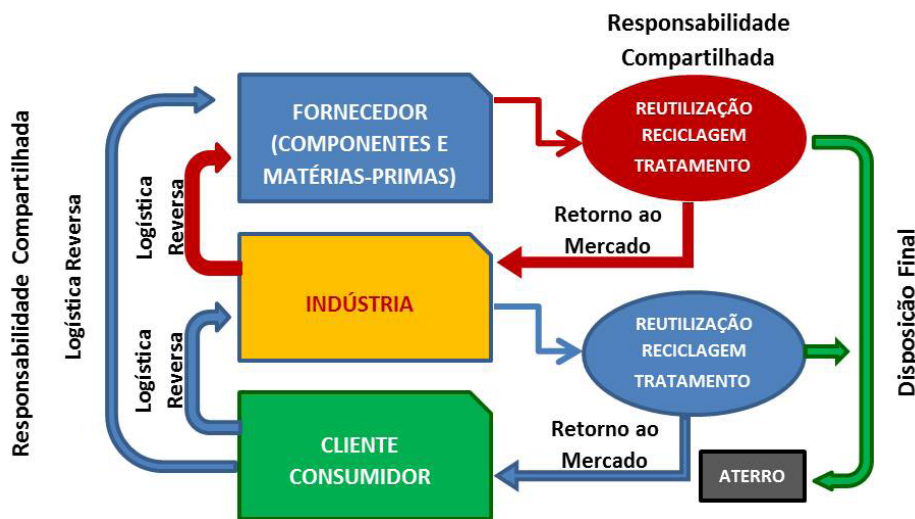 Responsabilidade
Compartilhada
FORNECEDOR
(COMPONENTES E
MATÉRIAS-PRIMAS)
REUTILIZAÇÃO
RECICLAGEM
TRATAMENTO
Responsabilidade Compartilhada
Logística Reversa
Logística
Reversa
Retorno ao
Mercado
INDÚSTRIA
REUTILIZAÇÃO
RECICLAGEM
TRATAMENTO
Disposição Final
Logística
Reversa
CLIENTE
CONSUMIDOR
Retorno ao
Mercado
ATERRO